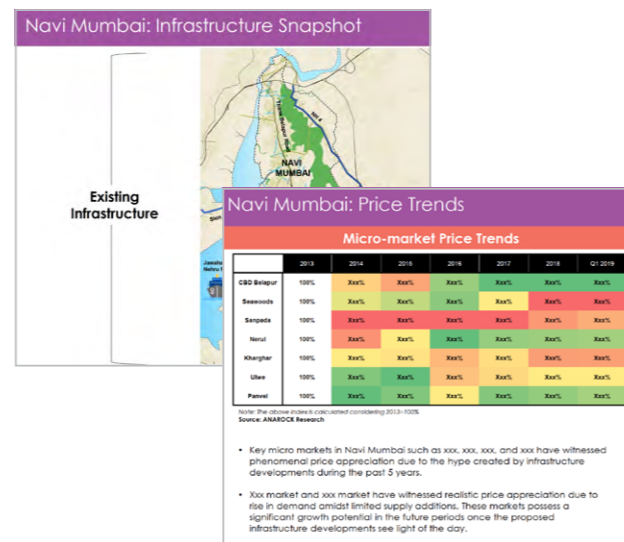 Navi Mumbai: Infrastructure Snapshot
Existing
Infrastructure
Thane Belapur Road
NH 4
NAVI
MUMBAI
Sion
Jawaha
Nehru P
Navi Mumbai: Price Trends
Micro-market Price Trends
2013 2014 2015 2016 2017 2018 Q1 2019
CBD Belapur 100% Xxx% Xxx% Xxx% Xxx% Xxx% Xxx%
Seawoods 100% Xxx% Xxx% Xxx% Xxx% Xxx% Xxx%
Sanpada 100% Xxx% Xxx% Xxx% Xxx% Xxx% Xxx%
Nerul 100% Xxx% Xxx% Xxx% Xxx% Xxx% Xxx%
Kharghar 100% Xxx% Xxx% Xxx% Xxx% Xxx% Xxx%
Ulwe 100% Xxx% Xxx% Xxx% Xxx% Xxx% Xxx%
Panvel 100% Xxx% Xxx% Xxx% Xxx% Xxx% Xxx%
Note: The above index is calculated considering 2013=100%
Source: ANAROCK Research
• Key micro markets in Navi Mumbai such as xxx, xxx, xxx, and xxx have witnessed
phenomenal price appreciation due to the hype created by infrastructure
developments during the past 5 years.
• Xxx market and xxx market have witnessed realistic price appreciation due to
rise in demand amidst limited supply additions. These markets possess a
significant growth potential in the future periods once the proposed
infrastructure developments see light of the day.